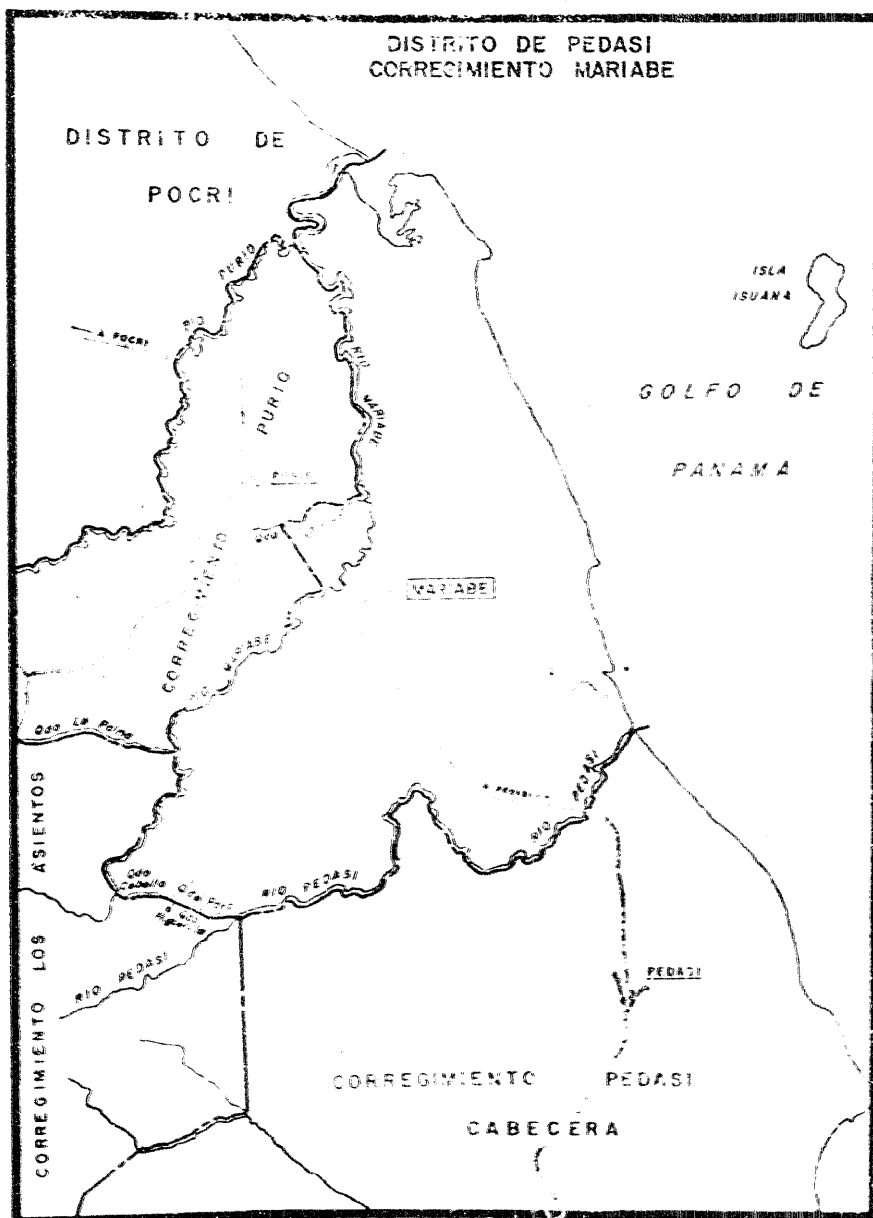 DISTRITO DE PEDASI
CORREGIMIENTO MARIABE
DISTRITO DE
POCRI
RIO PURIO
A POCRI
ISLA
ISUANA
GOLFO DE
PANAMA
RIO MARIABE
CORREGIMIENTO PURIO
Qda
MARIABE
RIO MARIABE
Qda La Palma
RIO PEDASI
Qda
RIO PEDASI
RIO PEDASI
PEDASI
CORREGIMIENTO LOS ASIENTOS
CORREGIMIENTO PEDASI
CABECERA